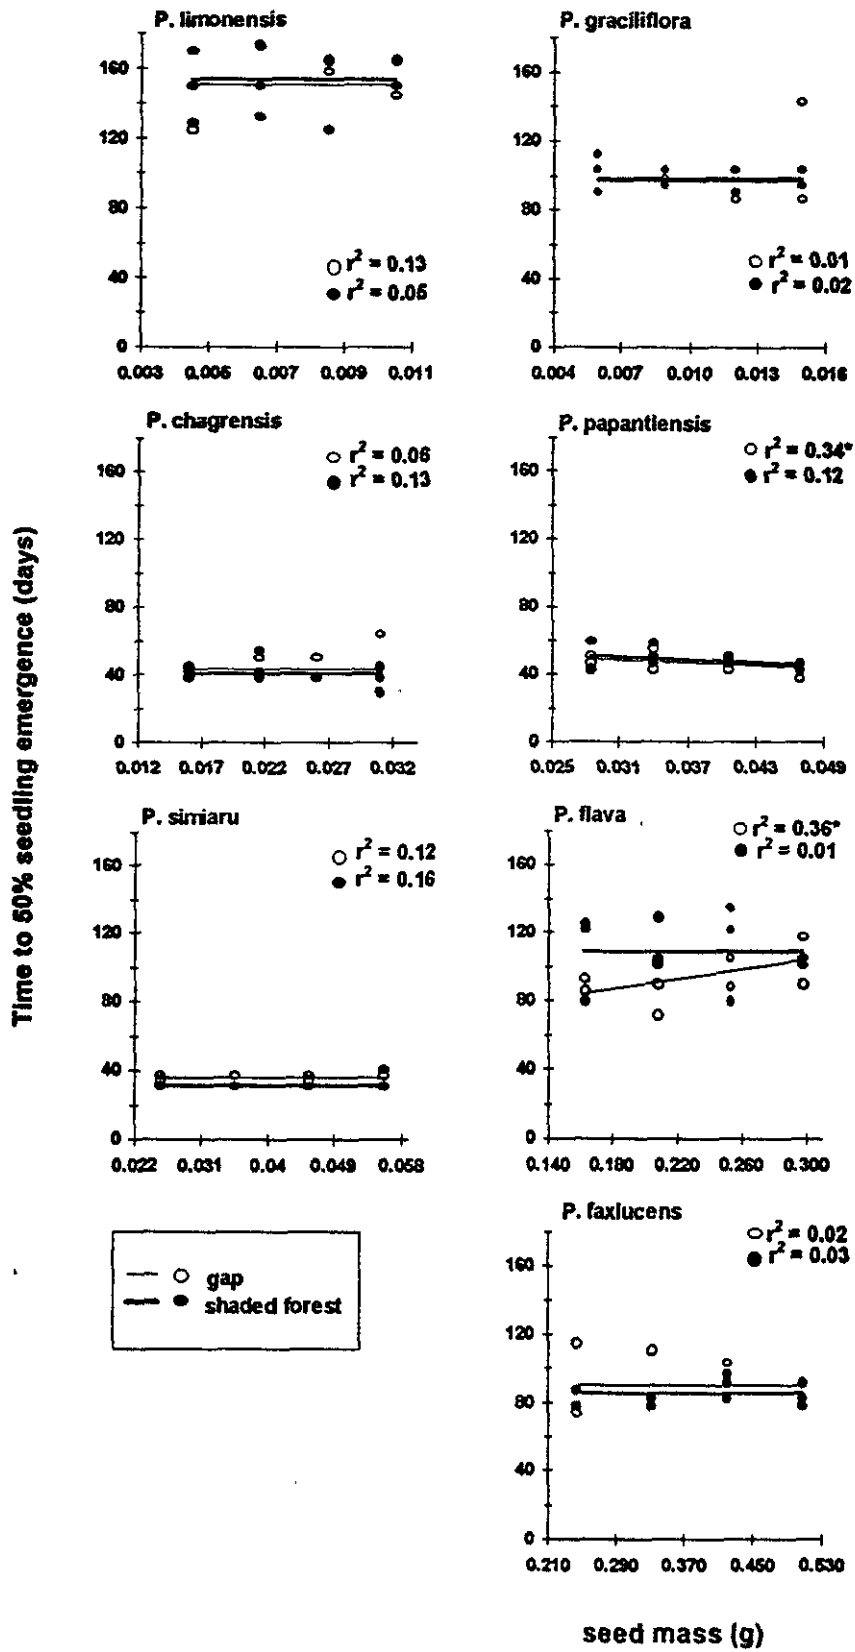 P. limonensis
160
120
80
40
0
r² = 0.13
r² = 0.05
0.003 0.005 0.007 0.009 0.011
P. graciliflora
160
120
80
40
0
r² = 0.01
r² = 0.02
0.004 0.007 0.010 0.013 0.016
P. chagrensis
r² = 0.06
r² = 0.13
160
120
80
40
0
0.012 0.017 0.022 0.027 0.032
P. papantiensis
r² = 0.34*
r² = 0.12
160
120
80
40
0
0.025 0.031 0.037 0.043 0.049
Time to 50% seedling emergence (days)
P. simiaru
r² = 0.12
r² = 0.16
160
120
80
40
0
0.022 0.031 0.04 0.049 0.058
P. flava
r² = 0.36*
r² = 0.01
160
120
80
40
0
0.140 0.180 0.220 0.260 0.300
gap
shaded forest
P. faxlucens
r² = 0.02
r² = 0.03
160
120
80
40
0
0.210 0.290 0.370 0.450 0.530
seed mass (g)